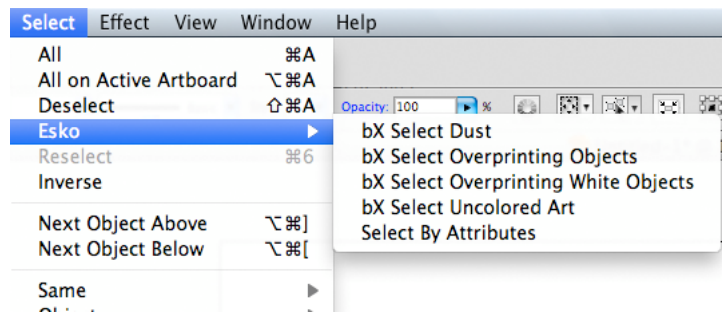 Select Effect View Window Help
All ⌘A
All on Active Artboard ⌥⌘A
Deselect ⇧⌘A
Opacity: 100 %
Esko
bX Select Dust
bX Select Overprinting Objects
bX Select Overprinting White Objects
bX Select Uncolored Art
Select By Attributes
Reselect ⌘6
Inverse
Next Object Above ⌥⌘]
Next Object Below ⌥⌘[
Same